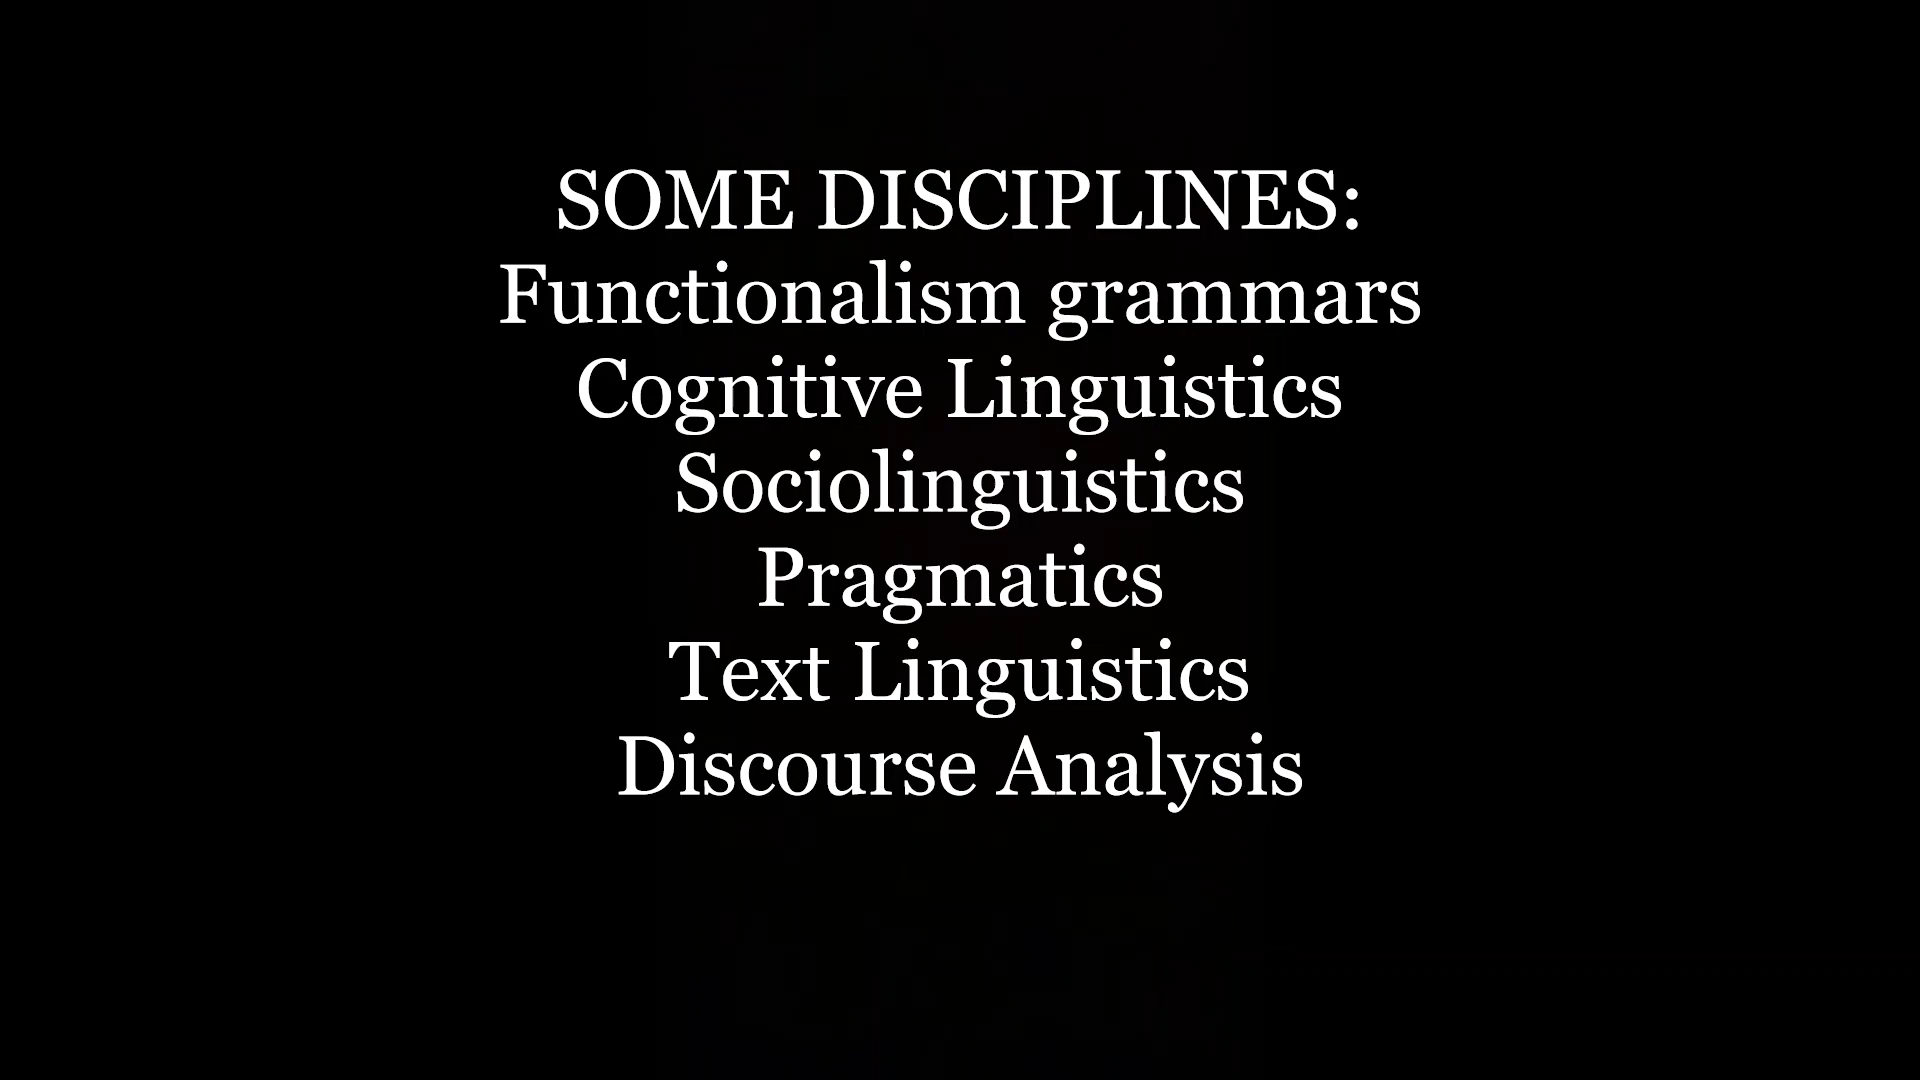 SOME DISCIPLINES:
Functionalism grammars
Cognitive Linguistics
Sociolinguistics
Pragmatics
Text Linguistics
Discourse Analysis